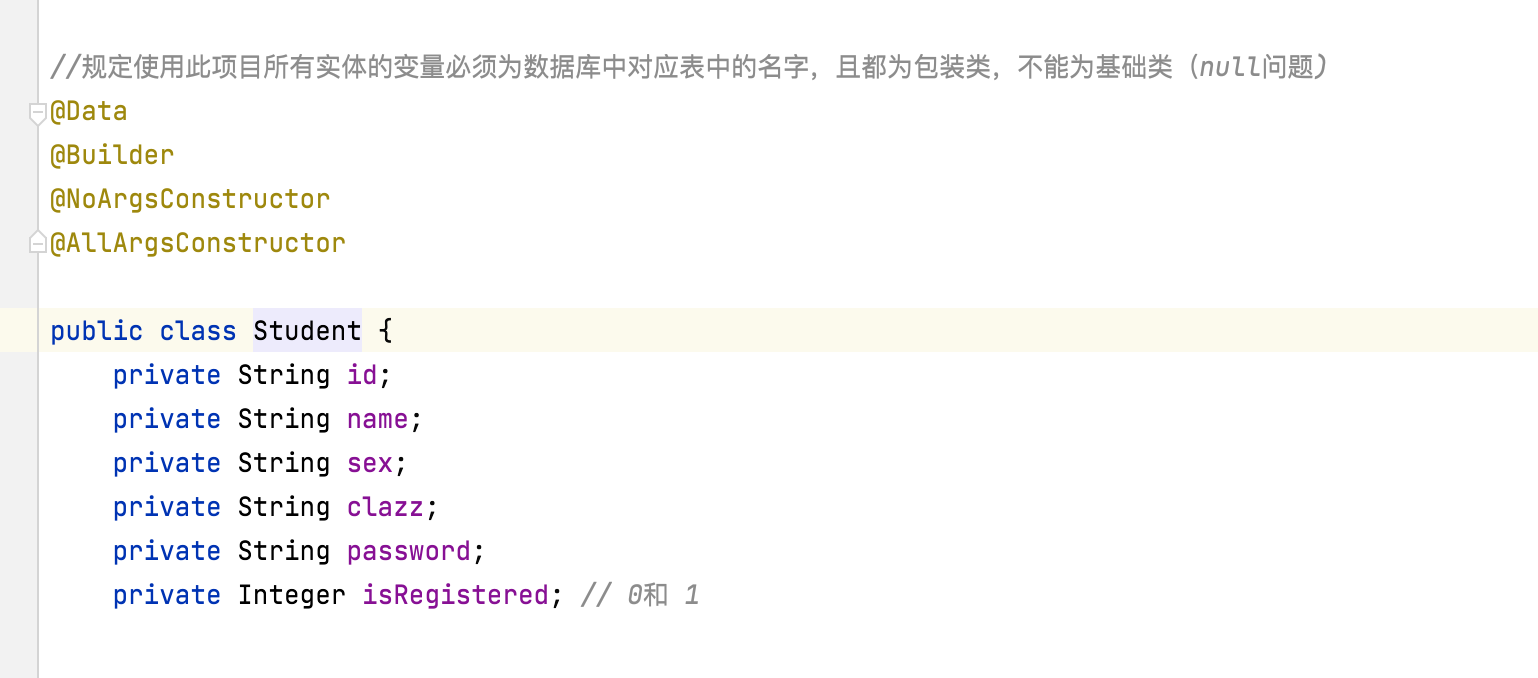 //规定使用此项目所有实体的变量必须为数据库中对应表中的名字，且都为包装类，不能为基础类（null问题）
@Data
@Builder
@NoArgsConstructor
@AllArgsConstructor
public class Student {
    private String id;
    private String name;
    private String sex;
    private String clazz;
    private String password;
    private Integer isRegistered; // 0和 1